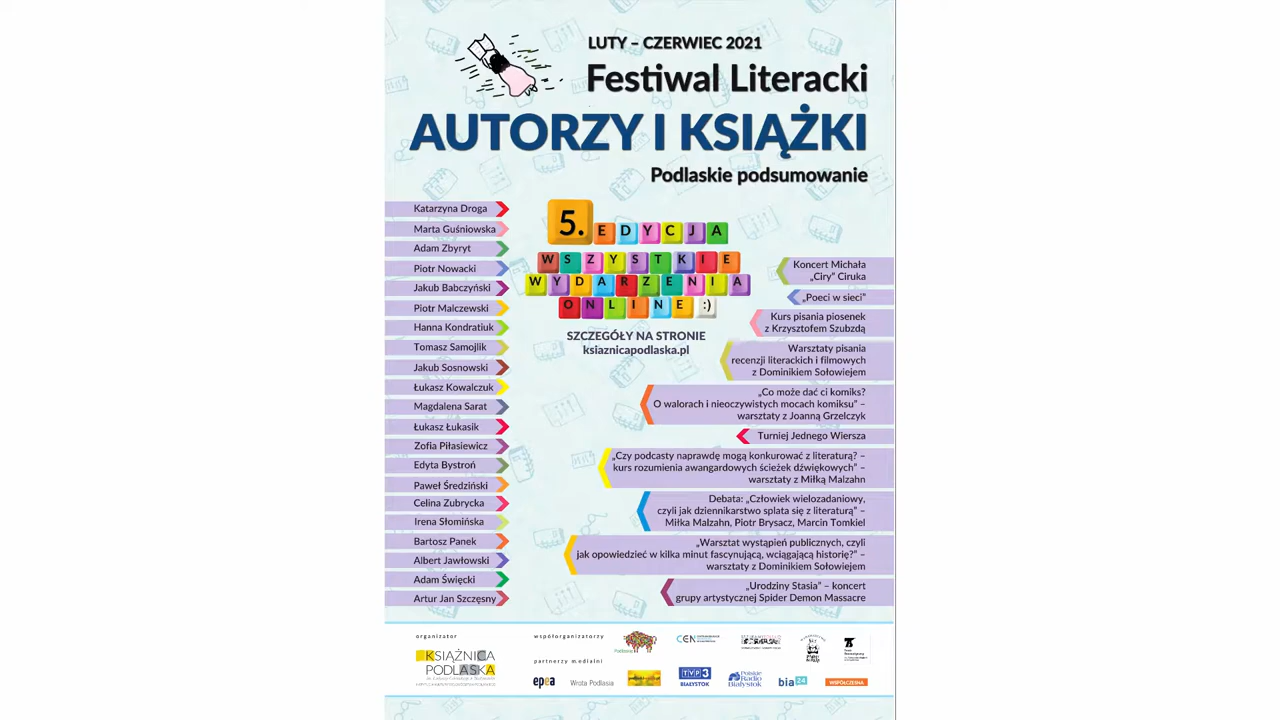 LUTY – CZERWIEC 2021
Festiwal Literacki
AUTORZY I KSIĄŻKI
Podlaskie podsumowanie
Katarzyna Droga
Marta Guśniowska
Adam Zbyryt
Piotr Nowacki
Jakub Babczyński
Piotr Malczewski
Hanna Kondratiuk
Tomasz Samojlik
Jakub Sosnowski
Łukasz Kowalczuk
Magdalena Sarat
Łukasz Łukasik
Zofia Piłasiewicz
Edyta Bystroń
Paweł Średziński
Celina Zubrycka
Irena Słomińska
Bartosz Panek
Albert Jawłowski
Adam Święcki
Artur Jan Szczęsny
5. EDYCJA
WSZYSTKIE
WYDARZENIA
ONLINE :)
SZCZEGÓŁY NA STRONIE
ksiaznicapodlaska.pl
Koncert Michała
„Ciry” Ciruka
„Poeci w sieci”
Kurs pisania piosenek
z Krzysztofem Szubzdą
Warsztaty pisania
recenzji literackich i filmowych
z Dominikiem Sołowiejem
„Co może dać ci komiks?
O walorach i nieoczywistych mocach komiksu” –
warsztaty z Joanną Grzelczyk
Turniej Jednego Wiersza
„Czy podcasty naprawdę mogą konkurować z literaturą? –
kurs rozumienia awangardowych ścieżek dźwiękowych” –
warsztaty z Miłką Malzahn
Debata: „Człowiek wielozadaniowy,
czyli jak dziennikarstwo splata się z literaturą” –
Miłka Malzahn, Piotr Brysacz, Marcin Tomkiel
„Warsztat wystąpień publicznych, czyli
jak opowiedzieć w kilka minut fascynującą, wciągającą historię?” –
warsztaty z Dominikiem Sołowiejem
„Urodziny Stasia” – koncert
grupy artystycznej Spider Demon Massacre
organizator
KSIĄŻNICA
PODLASKA
współorganizatorzy
Podlaskie
CEN
partnerzy medialni
epea
Wrota Podlasia
TVP3
BIAŁYSTOK
Polskie
Radio
Białystok
bia24
WSPÓŁCZESNA